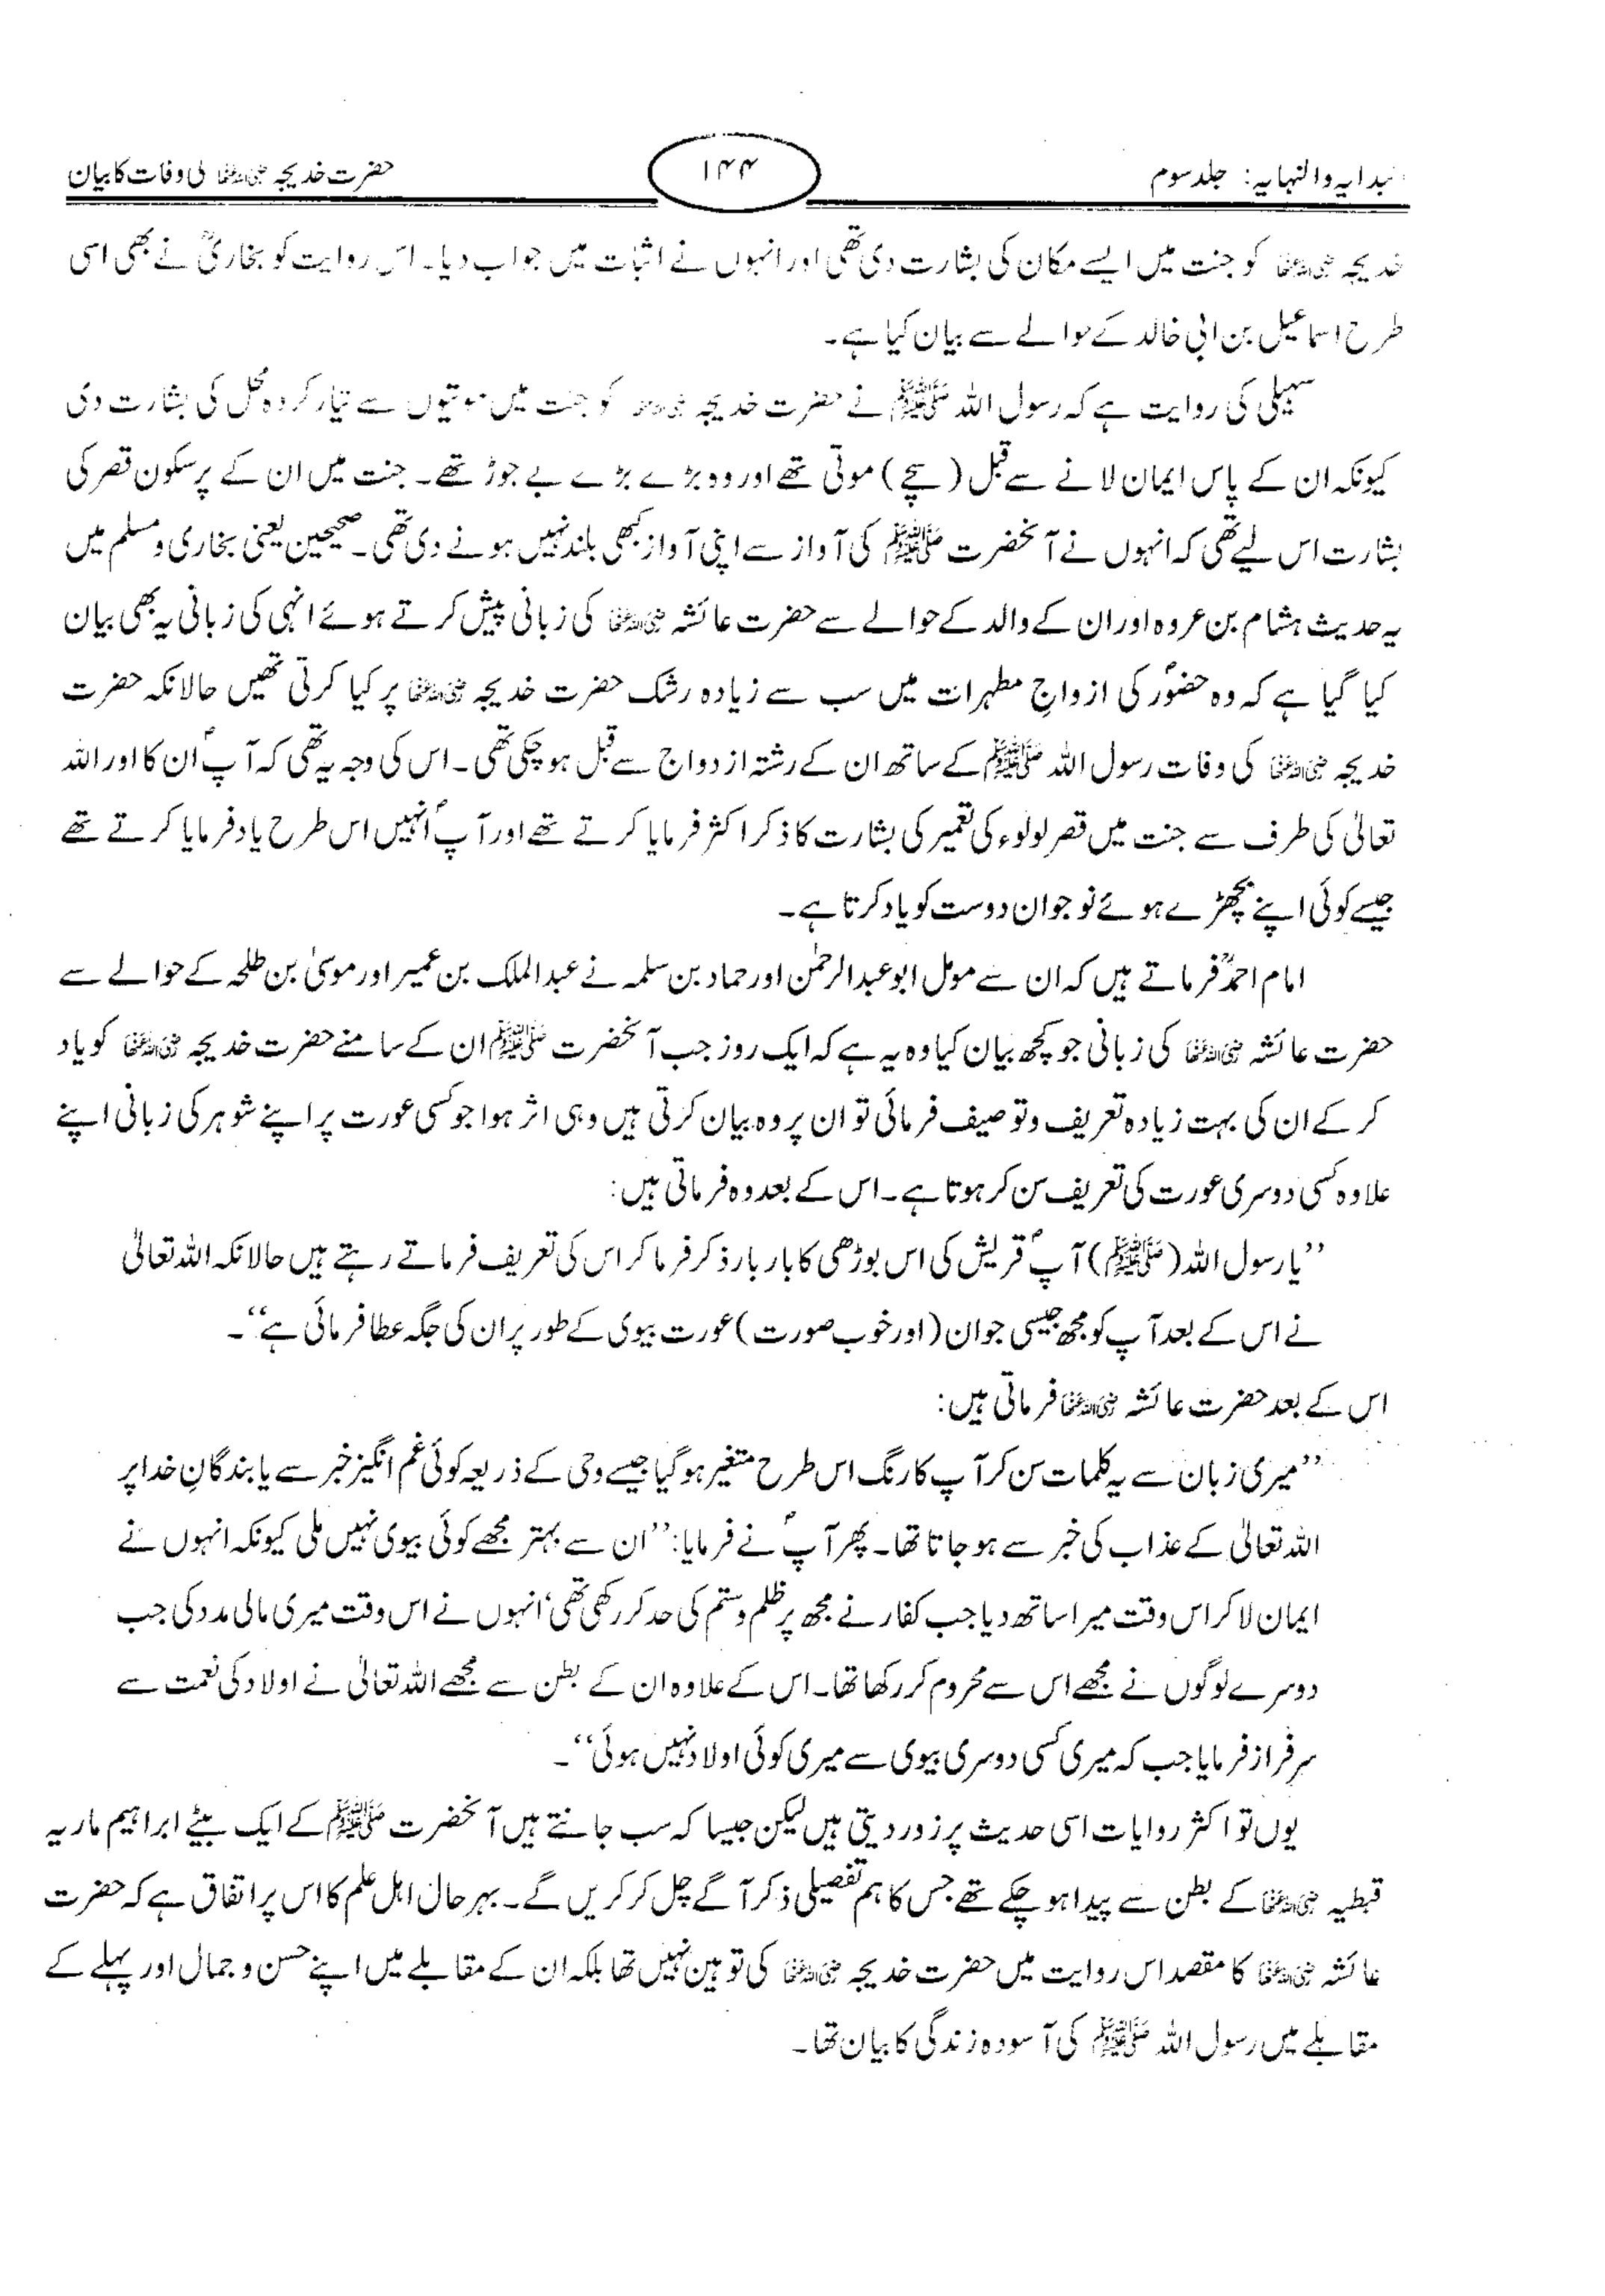 البدایہ والنہایہ: جلد سوم ۱۴۴ حضرت خدیجہ رضی اللہ عنہا کی وفات کا بیان
خدیجہ رضی اللہ عنہا کو جنت میں ایسے مکان کی بشارت دی تھی اور انہوں نے اثبات میں جواب دیا۔ اس روایت کو بخاریؒ نے بھی اسی
طرح اسماعیل بن ابی خالد کے حوالے سے بیان کیا ہے۔
سہیلی کی روایت ہے کہ رسول اللہ ﷺ نے حضرت خدیجہ رضی اللہ عنہا کو جنت میں موتیوں سے تیار کردہ محل کی بشارت دی
کیونکہ ان کے پاس ایمان لانے سے قبل (سچے) موتی تھے اور وہ بڑے بڑے بے جوڑ تھے۔ جنت میں ان کے پر سکون قصر کی
بشارت اس لیے تھی کہ انہوں نے آنحضرت ﷺ کی آواز سے اپنی آواز کبھی بلند نہیں ہونے دی تھی۔ صحیحین یعنی بخاری و مسلم میں
یہ حدیث ہشام بن عروہ اور ان کے والد کے حوالے سے حضرت عائشہ رضی اللہ عنہا کی زبانی پیش کرتے ہوئے انہی کی زبانی یہ بھی بیان
کیا گیا ہے کہ وہ حضورؐ کی ازواجِ مطہرات میں سب سے زیادہ رشک حضرت خدیجہ رضی اللہ عنہا پر کیا کرتی تھیں حالانکہ حضرت
خدیجہ رضی اللہ عنہا کی وفات رسول اللہ ﷺ کے ساتھ ان کے رشتہ ازدواج سے قبل ہو چکی تھی۔ اس کی وجہ یہ تھی کہ آپؐ ان کا اور اللہ
تعالیٰ کی طرف سے جنت میں قصر لولوء کی تعمیر کی بشارت کا ذکر اکثر فرمایا کرتے تھے اور آپؐ انہیں اس طرح یاد فرمایا کرتے تھے
جیسے کوئی اپنے بچھڑے ہوئے نوجوان دوست کو یاد کرتا ہے۔
امام احمدؒ فرماتے ہیں کہ ان سے مومل ابو عبدالرحمٰن اور حماد بن سلمہ نے عبدالملک بن عمیر اور موسیٰ بن طلحہ کے حوالے سے
حضرت عائشہ رضی اللہ عنہا کی زبانی جو کچھ بیان کیا وہ یہ ہے کہ ایک روز جب آنحضرت ﷺ ان کے سامنے حضرت خدیجہ رضی اللہ عنہا کو یاد
کر کے ان کی بہت زیادہ تعریف و توصیف فرمائی تو ان پر وہ بیان کرتی ہیں وہی اثر ہوا جو کسی عورت پر اپنے شوہر کی زبانی اپنے
علاوہ کسی دوسری عورت کی تعریف سن کر ہوتا ہے۔ اس کے بعد وہ فرماتی ہیں:
’’یا رسول اللہ (ﷺ) آپؐ قریش کی اس بوڑھی کا بار بار ذکر فرما کر اس کی تعریف فرماتے رہتے ہیں حالانکہ اللہ تعالیٰ
نے اس کے بعد آپ کو مجھ جیسی جوان (اور خوب صورت) عورت بیوی کے طور پر ان کی جگہ عطا فرمائی ہے‘‘۔
اس کے بعد حضرت عائشہ رضی اللہ عنہا فرماتی ہیں:
’’میری زبان سے یہ کلمات سن کر آپ کا رنگ اس طرح متغیر ہو گیا جیسے وحی کے ذریعہ کوئی غم انگیز خبر سے یا بندگانِ خدا پر
اللہ تعالیٰ کے عذاب کی خبر سے ہو جاتا تھا۔ پھر آپؐ نے فرمایا: ’’ان سے بہتر مجھے کوئی بیوی نہیں ملی کیونکہ انہوں نے
ایمان لا کر اس وقت میرا ساتھ دیا جب کفار نے مجھ پر ظلم و ستم کی حد کر رکھی تھی‘ انہوں نے اس وقت میری مالی مدد کی جب
دوسرے لوگوں نے مجھے اس سے محروم کر رکھا تھا۔ اس کے علاوہ ان کے بطن سے مجھے اللہ تعالیٰ نے اولاد کی نعمت سے
سرفراز فرمایا جب کہ میری کسی دوسری بیوی سے میری کوئی اولاد نہیں ہوئی‘‘۔
یوں تو اکثر روایات اسی حدیث پر زور دیتی ہیں لیکن جیسا کہ سب جانتے ہیں آنحضرت ﷺ کے ایک بیٹے ابراہیم ماریہ
قبطیہ رضی اللہ عنہا کے بطن سے پیدا ہو چکے تھے جس کا ہم تفصیلی ذکر آگے چل کر کریں گے۔ بہر حال اہل علم کا اس پر اتفاق ہے کہ حضرت
عائشہ رضی اللہ عنہا کا مقصد اس روایت میں حضرت خدیجہ رضی اللہ عنہا کی توہین نہیں تھا بلکہ ان کے مقابلے میں اپنے حسن و جمال اور پہلے کے
مقابلے میں رسول اللہ ﷺ کی آسودہ زندگی کا بیان تھا۔